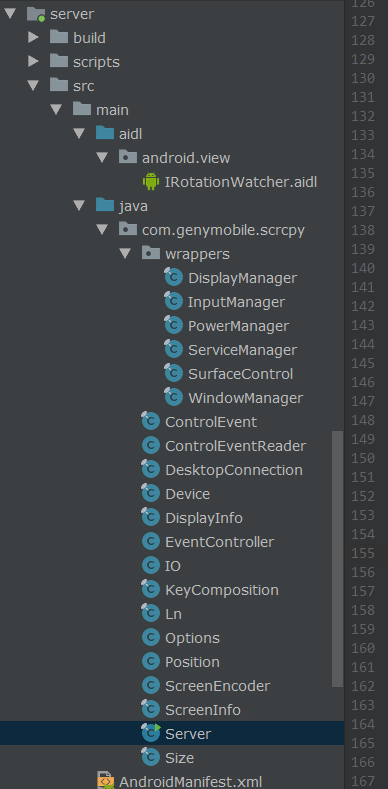 server
build
scripts
src
main
aidl
android.view
IRotationWatcher.aidl
java
com.genymobile.scrcpy
wrappers
DisplayManager
InputManager
PowerManager
ServiceManager
SurfaceControl
WindowManager
ControlEvent
ControlEventReader
DesktopConnection
Device
DisplayInfo
EventController
IO
KeyComposition
Ln
Options
Position
ScreenEncoder
ScreenInfo
Server
Size
AndroidManifest.xml
126
127
128
129
130
131
132
133
134
135
136
137
138
139
140
141
142
143
144
145
146
147
148
149
150
151
152
153
154
155
156
157
158
159
160
161
162
163
164
165
166
167